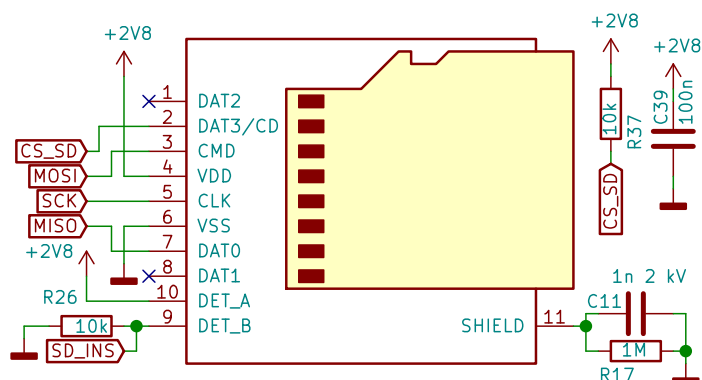 +2V8
+2V8
+2V8
1 DAT2
2 DAT3/CD
CS_SD
3 CMD
MOSI
4 VDD
SCK
5 CLK
MISO
6 VSS
7 DAT0
+2V8
8 DAT1
R26
10 DET_A
10k
9 DET_B
SD_INS
SHIELD 11
10k
R37
CS_SD
C39
100n
1n 2 kV
C11
1M
R17